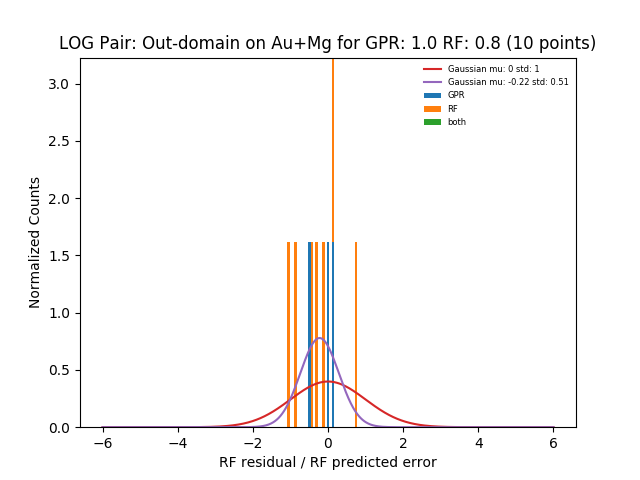 LOG Pair: Out-domain on Au+Mg for GPR: 1.0 RF: 0.8 (10 points)
Gaussian mu: 0 std: 1
Gaussian mu: -0.22 std: 0.51
GPR
RF
both
Normalized Counts
3.0
2.5
2.0
1.5
1.0
0.5
0.0
−6 −4 −2 0 2 4 6
RF residual / RF predicted error